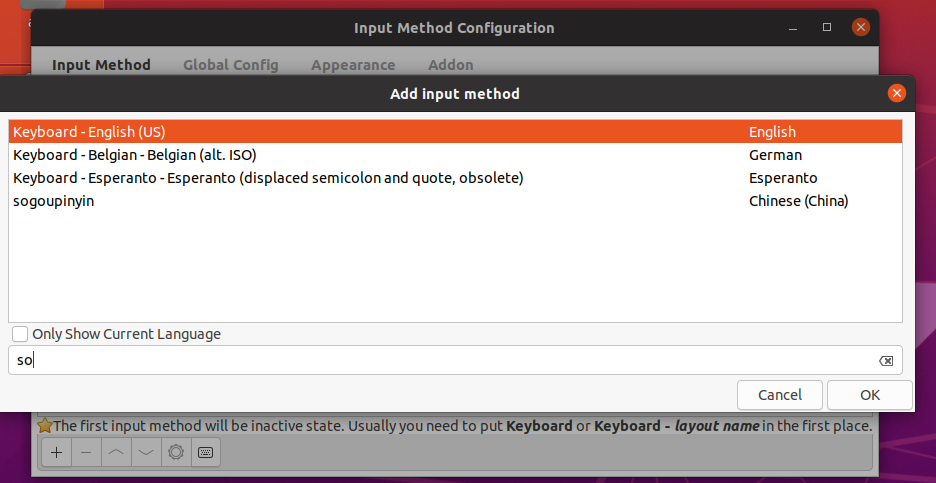 Input Method Configuration
Input Method Global Config Appearance Addon
Add input method
Keyboard - English (US) English
Keyboard - Belgian - Belgian (alt. ISO) German
Keyboard - Esperanto - Esperanto (displaced semicolon and quote, obsolete) Esperanto
sogoupinyin Chinese (China)
Only Show Current Language
so
Cancel OK
The first input method will be inactive state. Usually you need to put Keyboard or Keyboard - layout name in the first place.